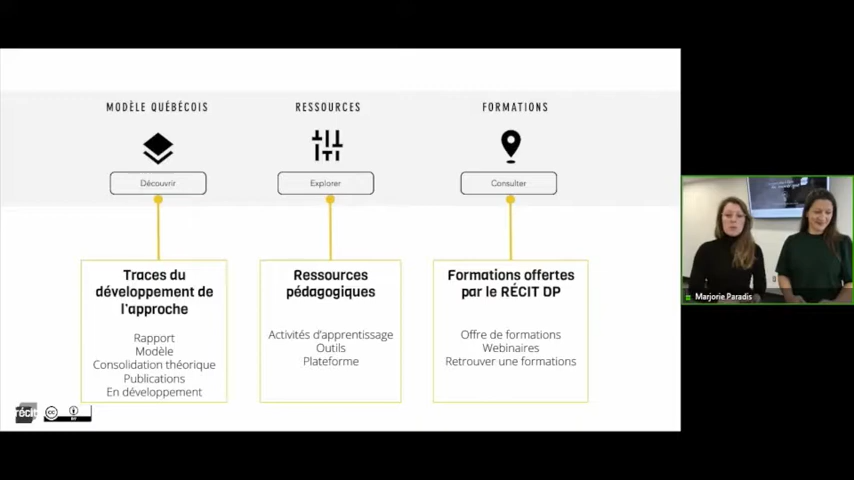 MODÈLE QUÉBÉCOIS
RESSOURCES
FORMATIONS
Découvrir
Explorer
Consulter
Traces du
développement de
l'approche
Rapport
Modèle
Consolidation théorique
Publications
En développement
Ressources
pédagogiques
Activités d'apprentissage
Outils
Plateforme
Formations offertes
par le RÉCIT DP
Offre de formations
Webinaires
Retrouver une formations
récit
cc
BY
Marjorie Paradis